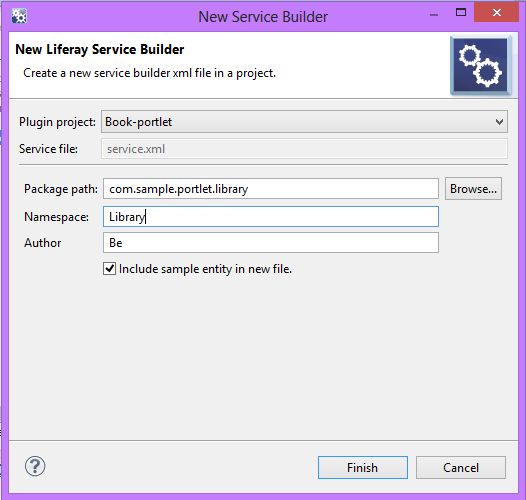 New Service Builder
New Liferay Service Builder
Create a new service builder xml file in a project.
Plugin project: Book-portlet
Service file: service.xml
Package path: com.sample.portlet.library Browse...
Namespace: Library
Author Be
Include sample entity in new file.
? Finish Cancel